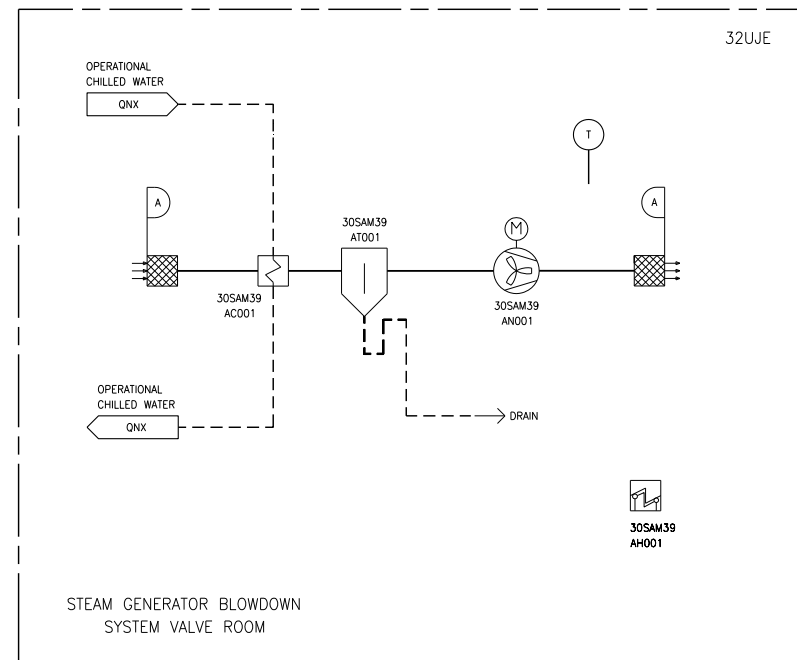 32UJE
OPERATIONAL
CHILLED WATER
QNX
T
A
A
30SAM39
AT001
M
30SAM39
AC001
30SAM39
AN001
OPERATIONAL
CHILLED WATER
QNX
DRAIN
30SAM39
AH001
STEAM GENERATOR BLOWDOWN
SYSTEM VALVE ROOM